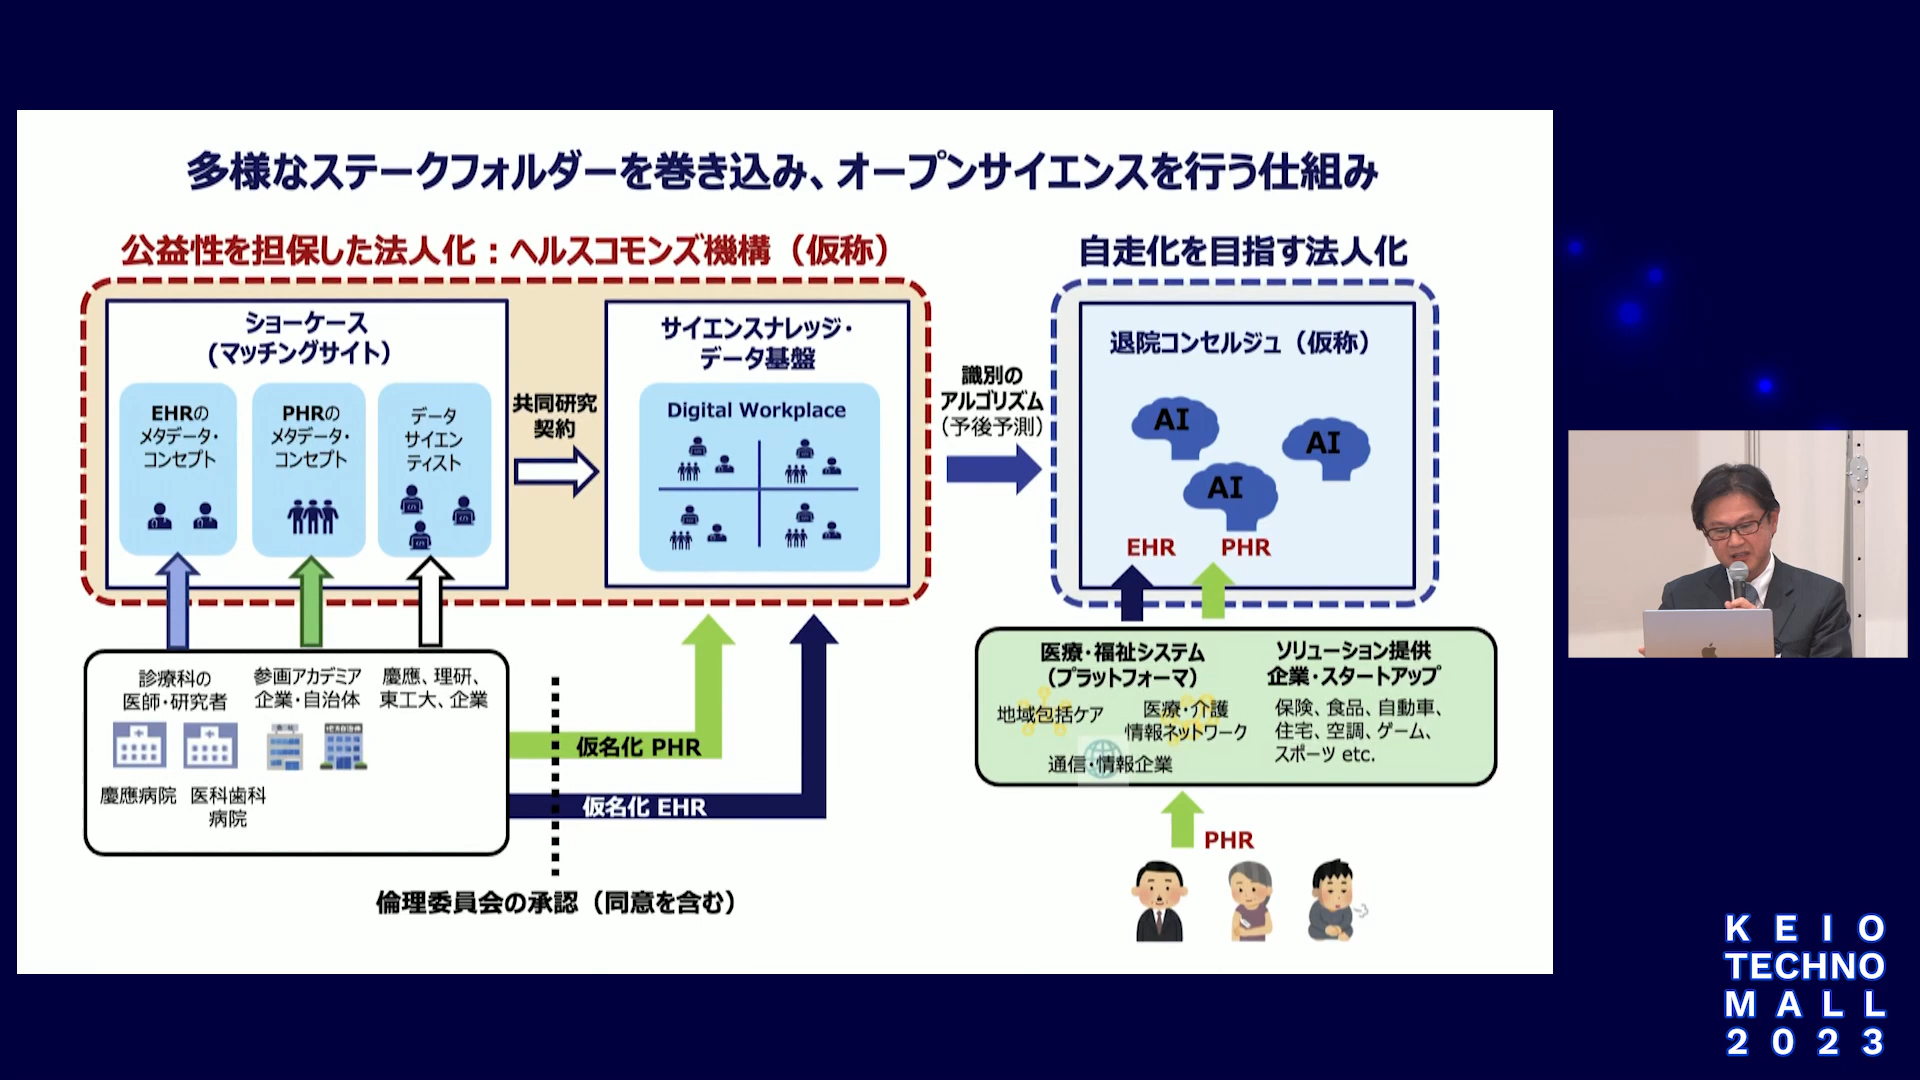 多様なステークフォルダーを巻き込み、オープンサイエンスを行う仕組み
公益性を担保した法人化：ヘルスコモンズ機構（仮称）
ショーケース
(マッチングサイト)
EHRの
メタデータ・
コンセプト
PHRの
メタデータ・
コンセプト
データ
サイエン
ティスト
共同研究
契約
サイエンスナレッジ・
データ基盤
Digital Workplace
識別の
アルゴリズム
（予後予測）
自走化を目指す法人化
退院コンセルジュ（仮称）
AI
AI
AI
EHR
PHR
診療科の
医師・研究者
参画アカデミア
企業・自治体
慶應、理研、
東工大、企業
慶應病院
医科歯科
病院
仮名化 PHR
仮名化 EHR
倫理委員会の承認（同意を含む）
医療・福祉システム
（プラットフォーマ）
地域包括ケア
医療・介護
情報ネットワーク
通信・情報企業
ソリューション提供
企業・スタートアップ
保険、食品、自動車、
住宅、空調、ゲーム、
スポーツ etc.
PHR
KEIO
TECHNO
MALL
2023